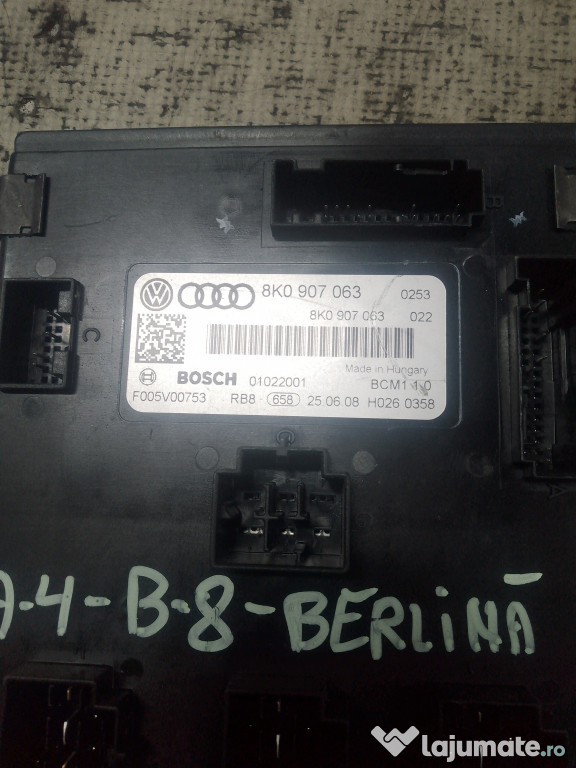 B
C
8K0 907 063 0253
8K0 907 063 022
Made in Hungary
BOSCH 01022001 BCM1 1.0
F005V00753 RB8 - 658 25.06.08 H026 0358
A
A-4-B-8-BERLINĂ
lajumate.ro